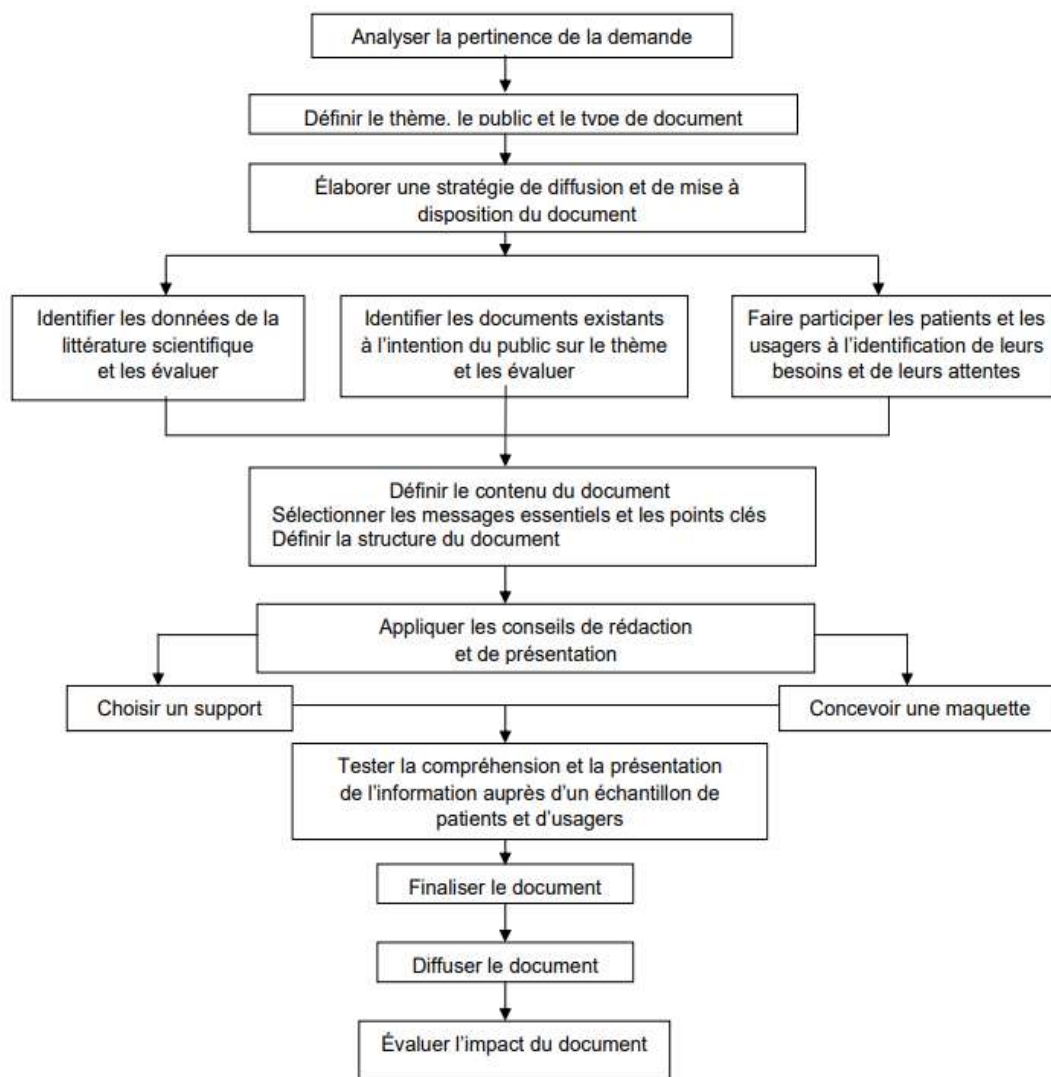 Analyser la pertinence de la demande
Définir le thème, le public et le type de document
Élaborer une stratégie de diffusion et de mise à
disposition du document
Identifier les données de la
littérature scientifique
et les évaluer
Identifier les documents existants
à l’intention du public sur le thème
et les évaluer
Faire participer les patients et les
usagers à l’identification de leurs
besoins et de leurs attentes
Définir le contenu du document
Sélectionner les messages essentiels et les points clés
Définir la structure du document
Appliquer les conseils de rédaction
et de présentation
Choisir un support
Concevoir une maquette
Tester la compréhension et la présentation
de l’information auprès d’un échantillon de
patients et d’usagers
Finaliser le document
Diffuser le document
Évaluer l’impact du document